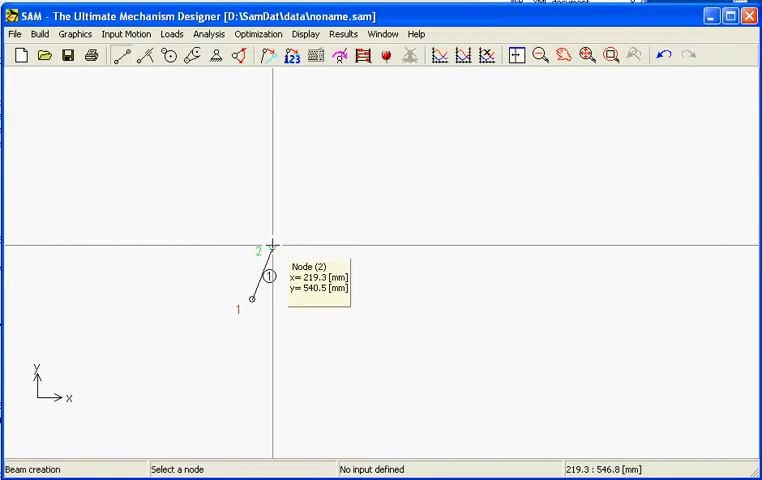 SAM - The Ultimate Mechanism Designer [D:\SamDat\data\noname.sam]
File Build Graphics Input Motion Loads Analysis Optimization Display Results Window Help
123
2
Node (2)
x= 219.3 [mm]
y= 540.5 [mm]
1
1
y
x
Beam creation Select a node No input defined 219.3 : 546.8 [mm]